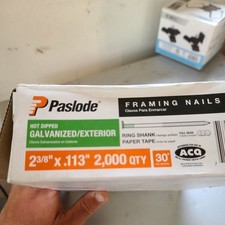 Paslode
FRAMING NAILS
Clavos Para Enmarcar
HOT DIPPED
GALVANIZED/EXTERIOR
RING SHANK
PAPER TAPE
2 3/8" x .113" 2,000 QTY
30°
ACQ